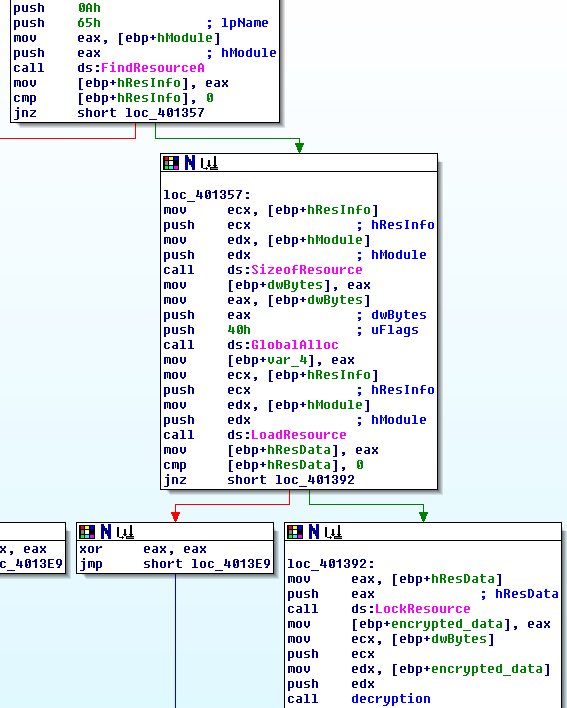 push 0Ah
push 65h ; lpName
mov eax, [ebp+hModule]
push eax ; hModule
call ds:FindResourceA
mov [ebp+hResInfo], eax
cmp [ebp+hResInfo], 0
jnz short loc_401357
loc_401357:
mov ecx, [ebp+hResInfo]
push ecx ; hResInfo
mov edx, [ebp+hModule]
push edx ; hModule
call ds:SizeofResource
mov [ebp+dwBytes], eax
mov eax, [ebp+dwBytes]
push eax ; dwBytes
push 40h ; uFlags
call ds:GlobalAlloc
mov [ebp+var_4], eax
mov ecx, [ebp+hResInfo]
push ecx ; hResInfo
mov edx, [ebp+hModule]
push edx ; hModule
call ds:LoadResource
mov [ebp+hResData], eax
cmp [ebp+hResData], 0
jnz short loc_401392
x, eax
c_4013E9
xor eax, eax
jmp short loc_4013E9
loc_401392:
mov eax, [ebp+hResData]
push eax ; hResData
call ds:LockResource
mov [ebp+encrypted_data], eax
mov ecx, [ebp+dwBytes]
push ecx
mov edx, [ebp+encrypted_data]
push edx
call decryption